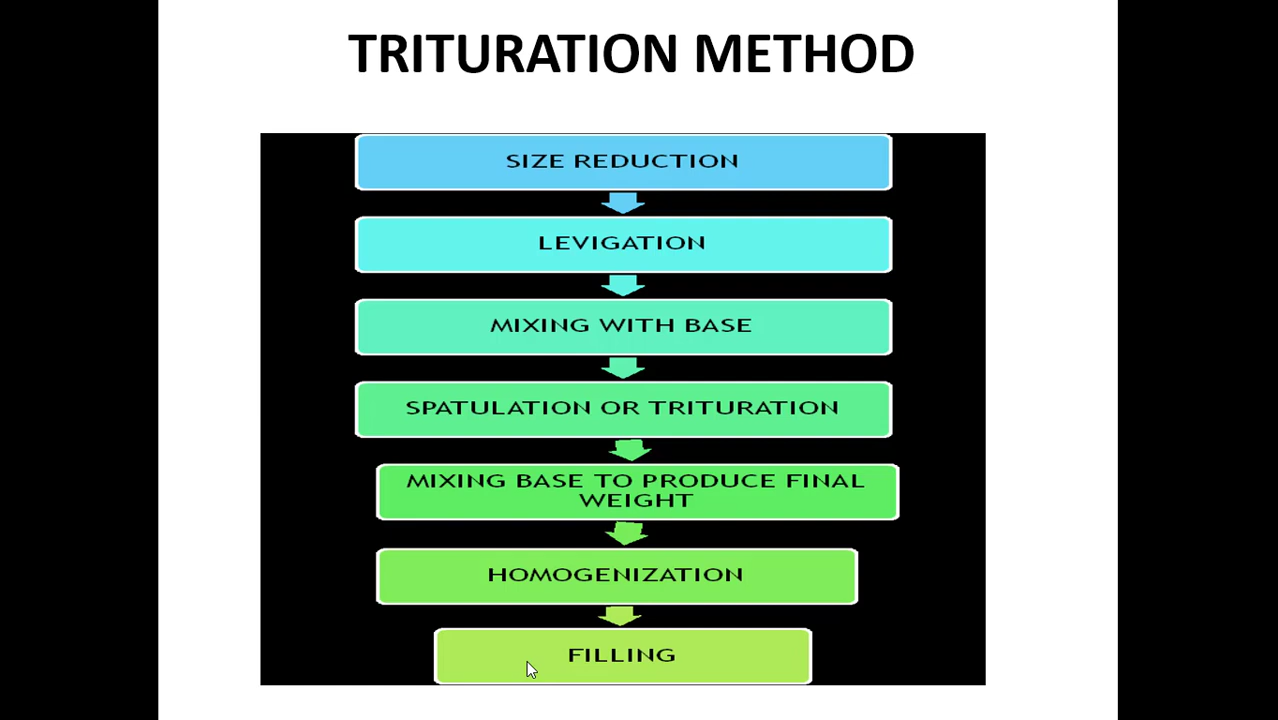 TRITURATION METHOD
SIZE REDUCTION
LEVIGATION
MIXING WITH BASE
SPATULATION OR TRITURATION
MIXING BASE TO PRODUCE FINAL
WEIGHT
HOMOGENIZATION
FILLING